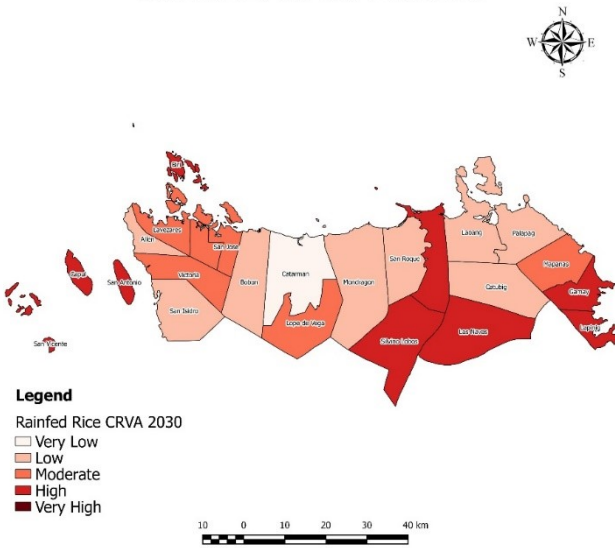 N
W E
S
Biri
Lavezares
Allen
San Jose
Laoang
Palapag
San Roque
Mapanas
Capul
San Antonio
Victoria
Bobon
Catarman
Mondragon
Catubig
Gamay
San Isidro
Lope de Vega
Lapinig
San Vicente
Silvino Lobos
Las Navas
Legend
Rainfed Rice CRVA 2030
Very Low
Low
Moderate
High
Very High
10 0 10 20 30 40 km